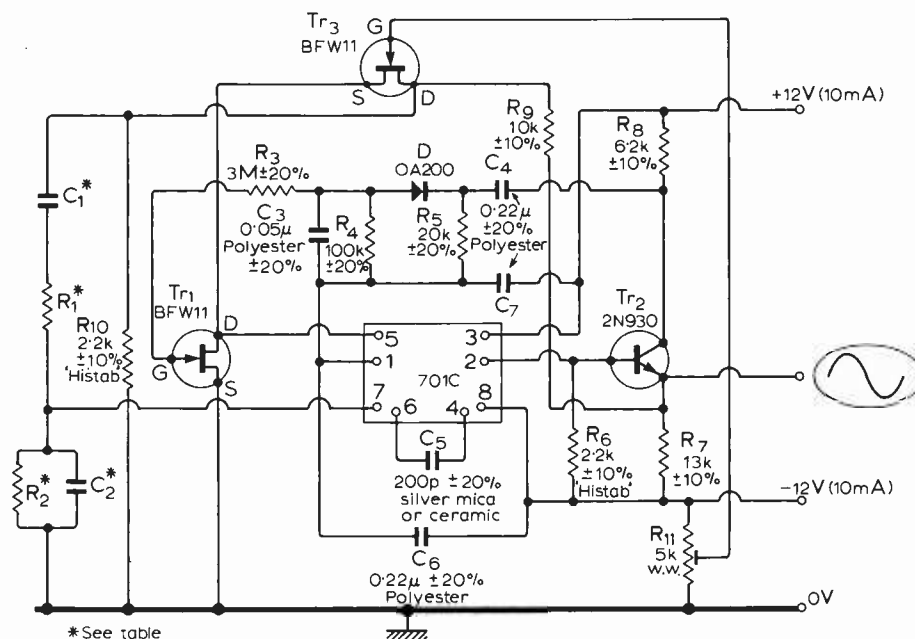 Tr3
BFW11
G
S
D
+12V (10mA)
R9
10k
±10%
R8
6·2k
±10%
R3
3M±20%
D
OA200
C4
0·22μ
±20%
Polyester
C1*
C3
0·05μ
Polyester
±20%
R4
100k
±20%
R5
20k
±20%
C7
R1*
Tr1
BFW11
D
G
S
R10
2·2k
±10%
'Histab'
Tr2
2N930
5
3
1
2
701C
7
6
4
8
C5
200p ±20%
silver mica
or ceramic
R6
2·2k
±10%
'Histab'
R7
13k
±10%
R2*
C2*
-12V (10mA)
C6
0·22μ ±20%
Polyester
R11
5k
w.w.
0V
*See table